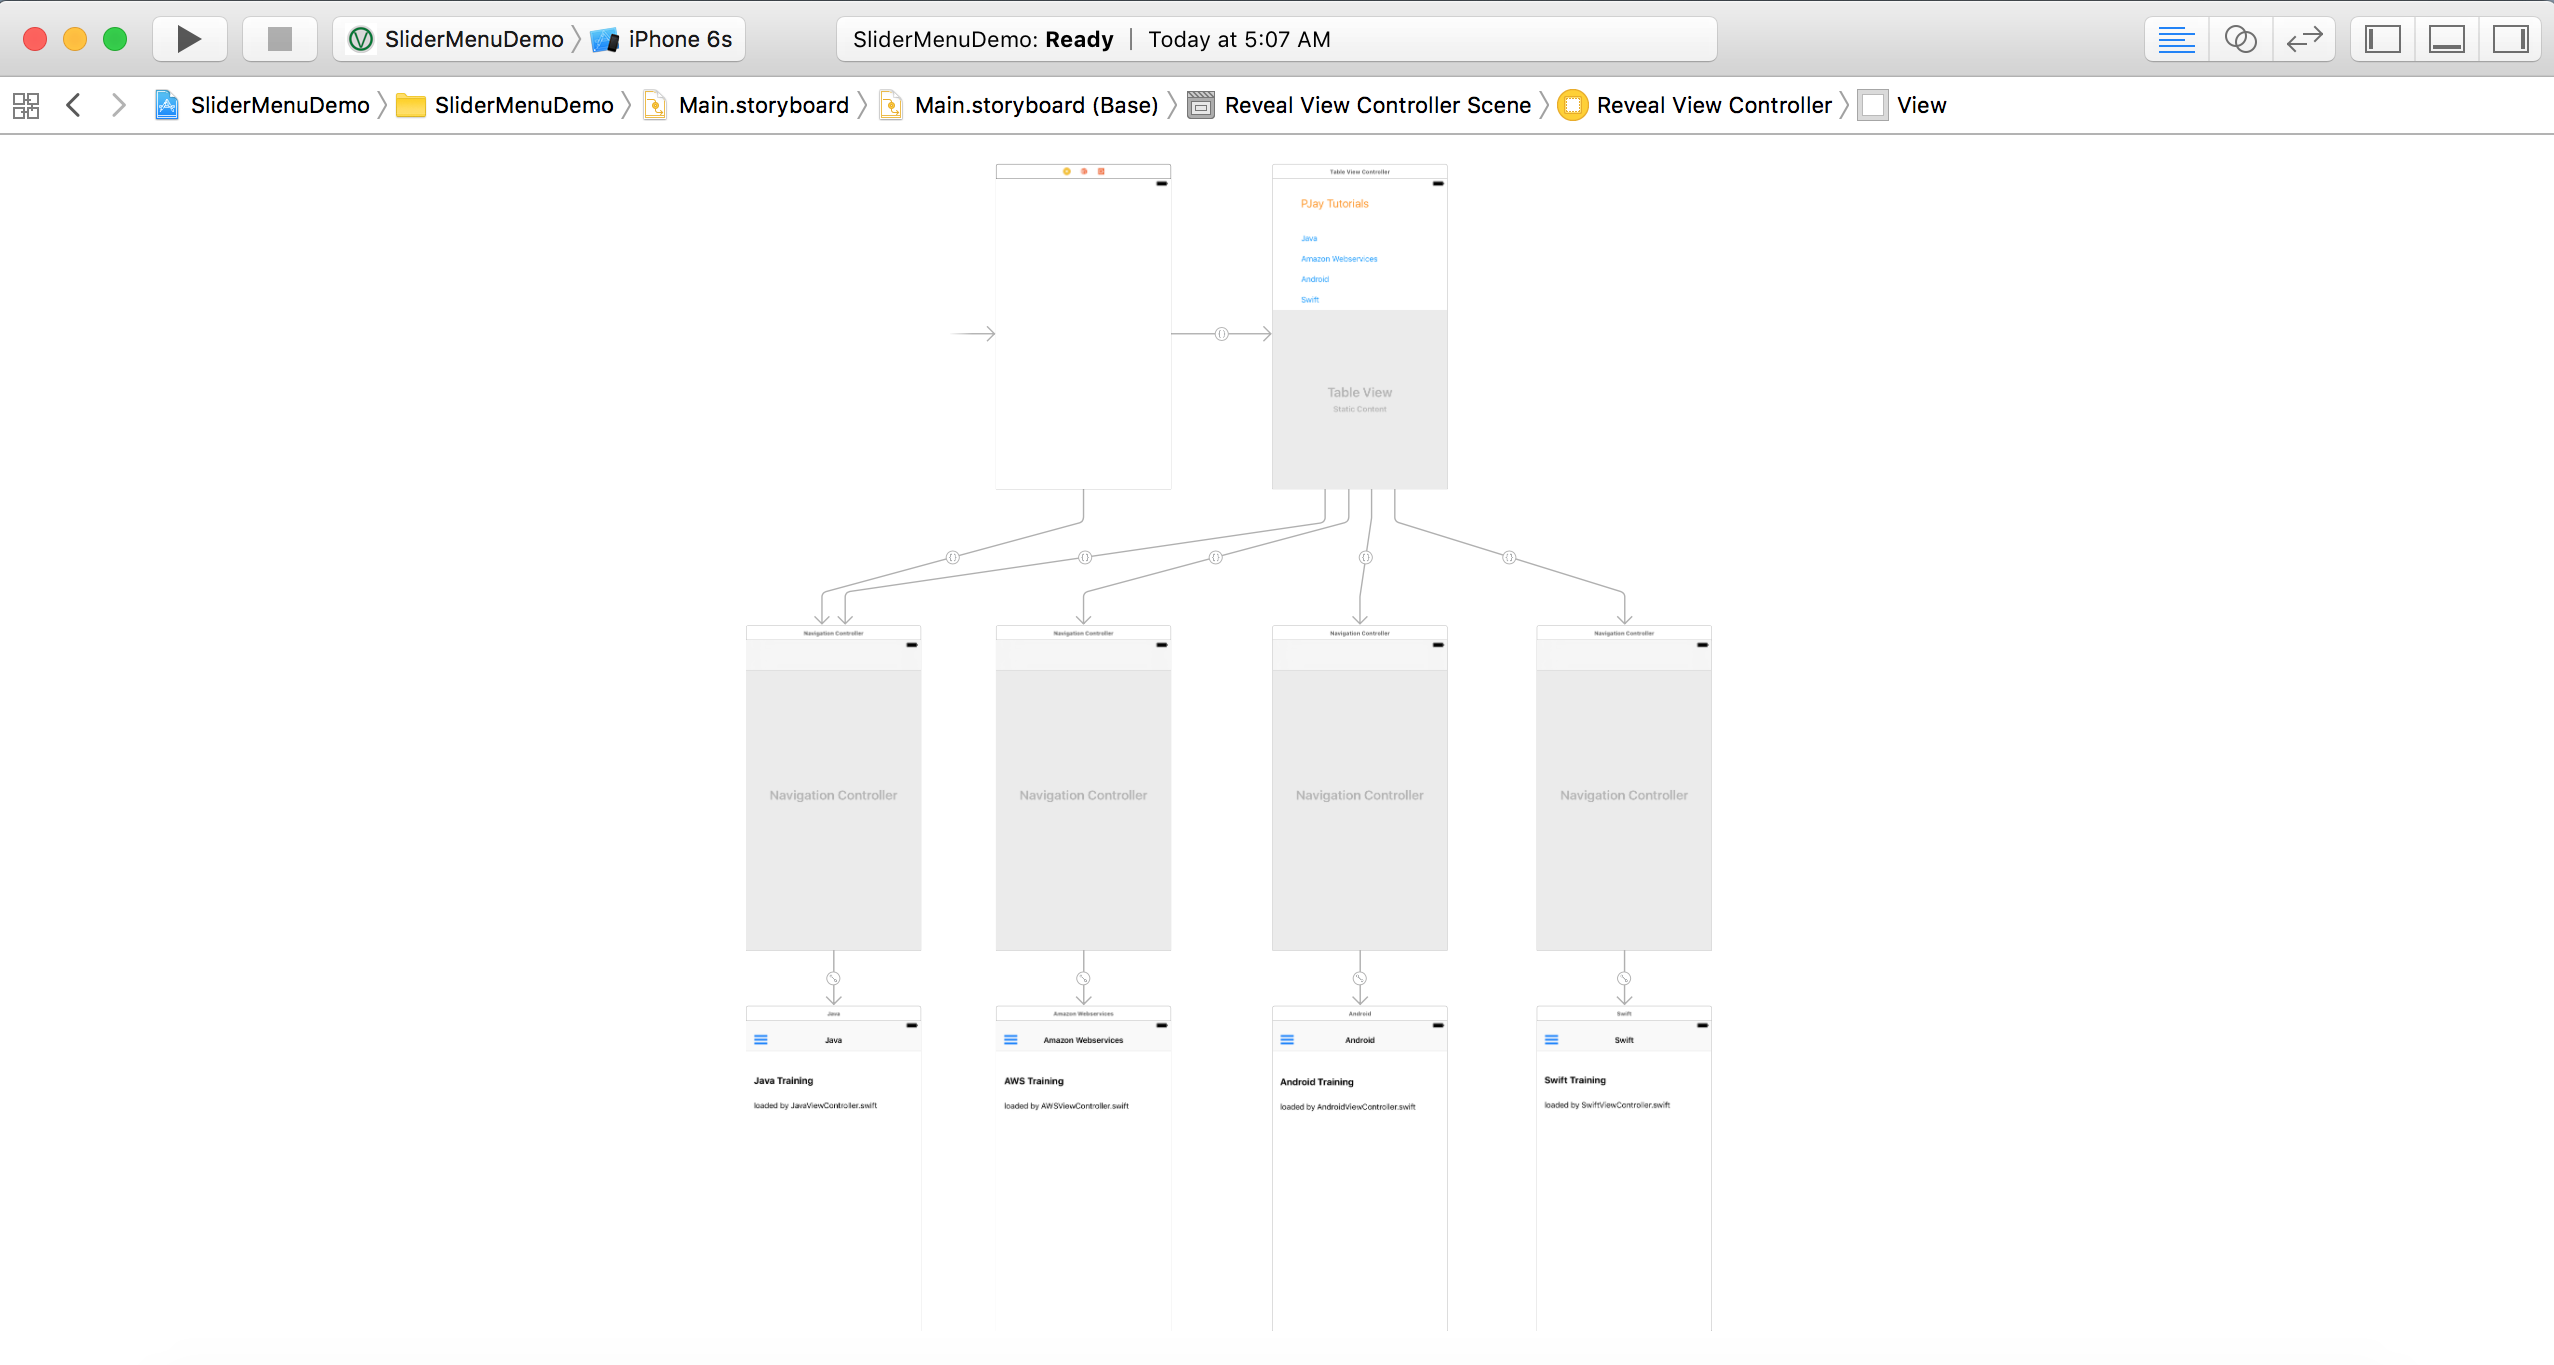 SliderMenuDemo iPhone 6s
SliderMenuDemo: Ready | Today at 5:07 AM
SliderMenuDemo SliderMenuDemo Main.storyboard Main.storyboard (Base) Reveal View Controller Scene Reveal View Controller View
Table View Controller
PJay Tutorials
Java
Amazon Webservices
Android
Swift
Table View
Static Content
Navigation Controller
Navigation Controller
Navigation Controller
Navigation Controller
Navigation Controller
Navigation Controller
Navigation Controller
Navigation Controller
Java
Java
Java Training
loaded by JavaViewController.swift
Amazon Webservices
Amazon Webservices
AWS Training
loaded by AWSViewController.swift
Android
Android
Android Training
loaded by AndroidViewController.swift
Swift
Swift
Swift Training
loaded by SwiftViewController.swift